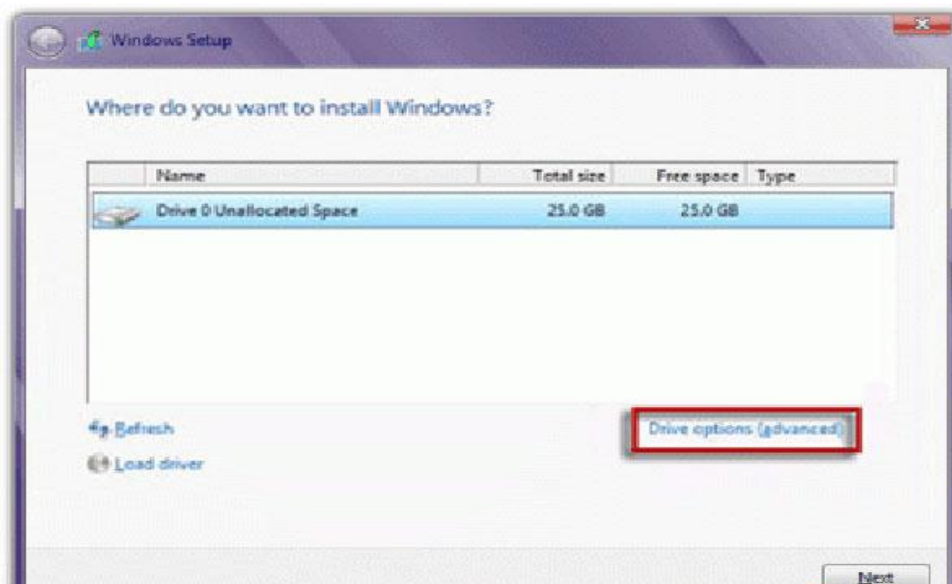 Windows Setup
Where do you want to install Windows?
Name Total size Free space Type
Drive 0 Unallocated Space 25.0 GB 25.0 GB
Refresh Drive options (advanced)
Load driver
Next